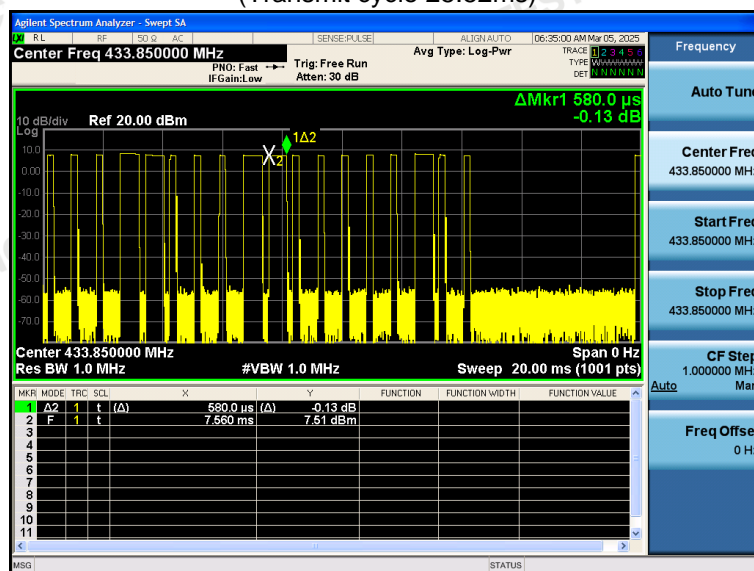 (Transmit cycle 25.32ms)
Agilent Spectrum Analyzer - Swept SA
LXI RL RF 50 Ω AC SENSE:PULSE ALIGN AUTO 06:35:00 AM Mar 05, 2025
Center Freq 433.850000 MHz
PNO: Fast Trig: Free Run Avg Type: Log-Pwr TRACE 1 2 3 4 5 6
TYPE WWWWWW
IFGain:Low Atten: 30 dB DET N N N N N N
Frequency
ΔMkr1 580.0 µs
-0.13 dB
10 dB/div Ref 20.00 dBm
Log
1Δ2
X2
10.0
0.00
-10.0
-20.0
-30.0
-40.0
-50.0
-60.0
-70.0
Center 433.850000 MHz Span 0 Hz
Res BW 1.0 MHz #VBW 1.0 MHz Sweep 20.00 ms (1001 pts)
MKR MODE TRC SCL X Y FUNCTION FUNCTION WIDTH FUNCTION VALUE
1 Δ2 1 t (Δ) 580.0 µs (Δ) -0.13 dB
2 F 1 t 7.560 ms 7.51 dBm
3
4
5
6
7
8
9
10
11
MSG STATUS
Auto Tune
Center Freq
433.850000 MHz
Start Freq
433.850000 MHz
Stop Freq
433.850000 MHz
CF Step
1.000000 MHz
Auto Man
Freq Offset
0 Hz